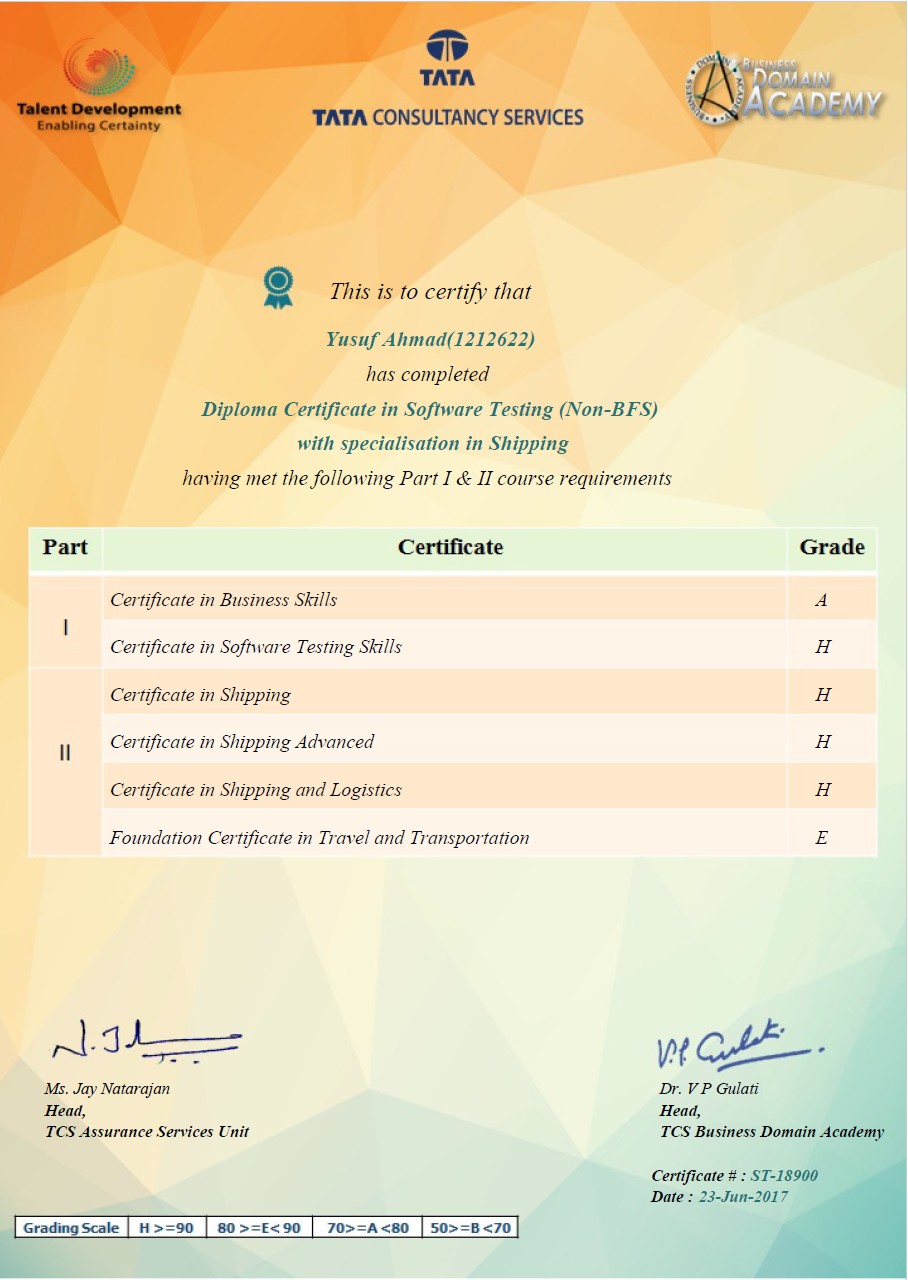 Talent Development
Enabling Certainty
TATA
TATA CONSULTANCY SERVICES
BUSINESS DOMAIN ACADEMY
BUSINESS
DOMAIN
ACADEMY
This is to certify that
Yusuf Ahmad(1212622)
has completed
Diploma Certificate in Software Testing (Non-BFS)
with specialisation in Shipping
having met the following Part I & II course requirements
Part Certificate Grade
I
Certificate in Business Skills A
Certificate in Software Testing Skills H
II
Certificate in Shipping H
Certificate in Shipping Advanced H
Certificate in Shipping and Logistics H
Foundation Certificate in Travel and Transportation E
V.P. Gulati.
Ms. Jay Natarajan
Head,
TCS Assurance Services Unit
Dr. V P Gulati
Head,
TCS Business Domain Academy
Certificate # : ST-18900
Date : 23-Jun-2017
Grading Scale H >=90 80 >=E< 90 70>=A <80 50>=B <70